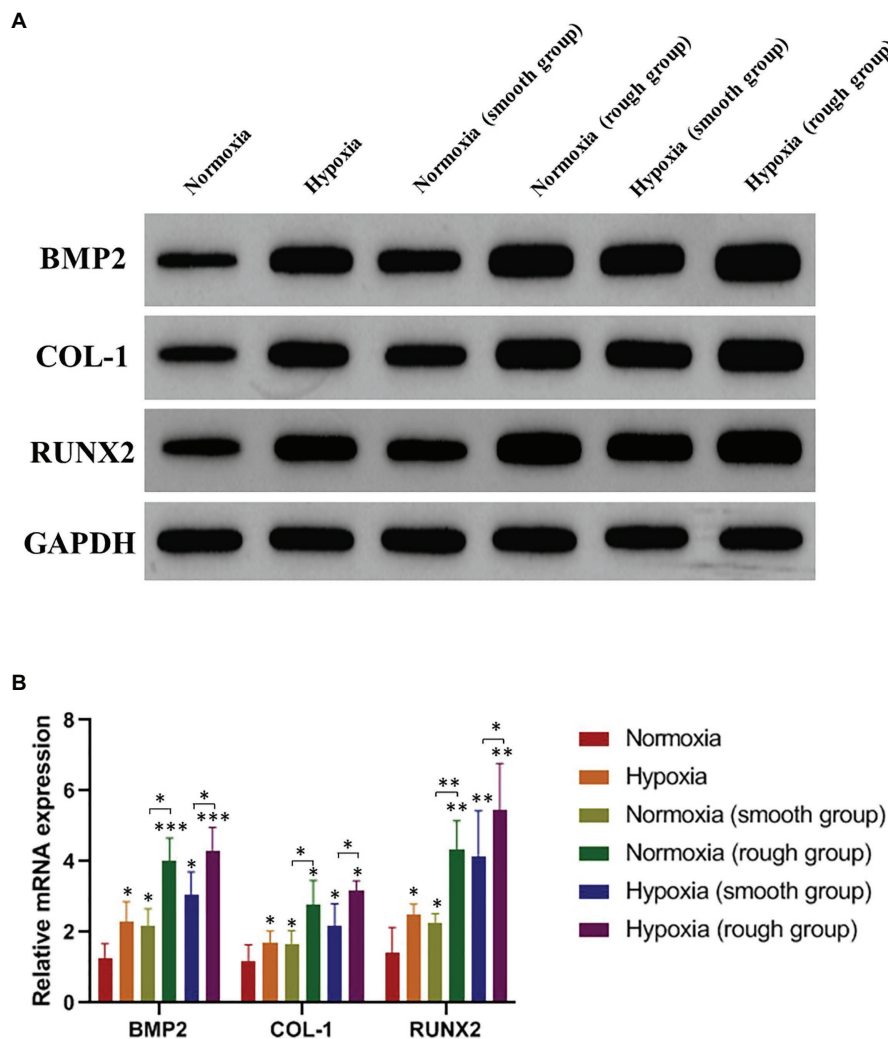 A
Normoxia
Hypoxia
Normoxia (smooth group)
Normoxia (rough group)
Hypoxia (smooth group)
Hypoxia (rough group)
BMP2
COL-1
RUNX2
GAPDH
B
Relative mRNA expression
8
6
4
2
0
* * *** * *** *
*
* * * * * * *
* * ** ** ** **
*
BMP2 COL-1 RUNX2
Normoxia
Hypoxia
Normoxia (smooth group)
Normoxia (rough group)
Hypoxia (smooth group)
Hypoxia (rough group)